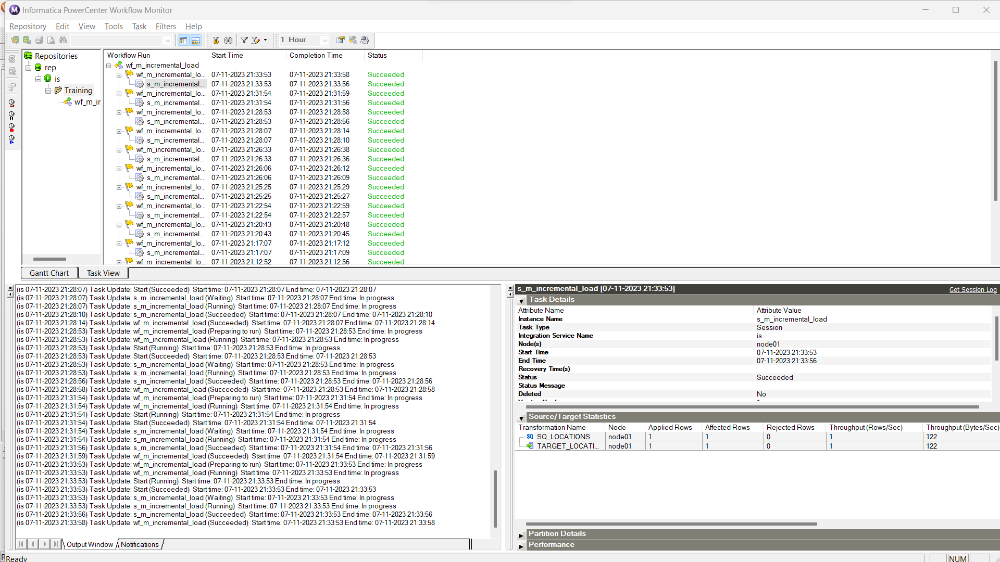 Informatica PowerCenter Workflow Monitor
Repository Edit View Tools Task Filters Help
1 Hour
Repositories
rep
is
Training
wf_m_ir
Workflow Run Start Time Completion Time Status
wf_m_incremental_load
wf_m_incremental_lo... 07-11-2023 21:33:53 07-11-2023 21:33:58 Succeeded
s_m_incremental... 07-11-2023 21:33:53 07-11-2023 21:33:56 Succeeded
wf_m_incremental_lo... 07-11-2023 21:31:54 07-11-2023 21:31:59 Succeeded
s_m_incremental... 07-11-2023 21:31:54 07-11-2023 21:31:56 Succeeded
wf_m_incremental_lo... 07-11-2023 21:28:53 07-11-2023 21:28:58 Succeeded
s_m_incremental... 07-11-2023 21:28:53 07-11-2023 21:28:56 Succeeded
wf_m_incremental_lo... 07-11-2023 21:28:07 07-11-2023 21:28:14 Succeeded
s_m_incremental... 07-11-2023 21:28:07 07-11-2023 21:28:10 Succeeded
wf_m_incremental_lo... 07-11-2023 21:26:33 07-11-2023 21:26:38 Succeeded
s_m_incremental... 07-11-2023 21:26:33 07-11-2023 21:26:36 Succeeded
wf_m_incremental_lo... 07-11-2023 21:26:06 07-11-2023 21:26:12 Succeeded
s_m_incremental... 07-11-2023 21:26:06 07-11-2023 21:26:09 Succeeded
wf_m_incremental_lo... 07-11-2023 21:25:25 07-11-2023 21:25:29 Succeeded
s_m_incremental... 07-11-2023 21:25:25 07-11-2023 21:25:27 Succeeded
wf_m_incremental_lo... 07-11-2023 21:22:54 07-11-2023 21:22:59 Succeeded
s_m_incremental... 07-11-2023 21:22:54 07-11-2023 21:22:57 Succeeded
wf_m_incremental_lo... 07-11-2023 21:20:43 07-11-2023 21:20:48 Succeeded
s_m_incremental... 07-11-2023 21:20:43 07-11-2023 21:20:45 Succeeded
wf_m_incremental_lo... 07-11-2023 21:17:07 07-11-2023 21:17:12 Succeeded
s_m_incremental... 07-11-2023 21:17:07 07-11-2023 21:17:09 Succeeded
wf_m_incremental_lo... 07-11-2023 21:12:52 07-11-2023 21:12:56 Succeeded
Gantt Chart Task View
(is 07-11-2023 21:28:07) Task Update: Start (Succeeded) Start time: 07-11-2023 21:28:07 End time: 07-11-2023 21:28:07
(is 07-11-2023 21:28:07) Task Update: s_m_incremental_load (Waiting) Start time: 07-11-2023 21:28:07 End time: In progress
(is 07-11-2023 21:28:07) Task Update: s_m_incremental_load (Running) Start time: 07-11-2023 21:28:07 End time: In progress
(is 07-11-2023 21:28:10) Task Update: s_m_incremental_load (Succeeded) Start time: 07-11-2023 21:28:07 End time: 07-11-2023 21:28:10
(is 07-11-2023 21:28:14) Task Update: wf_m_incremental_load (Succeeded) Start time: 07-11-2023 21:28:07 End time: 07-11-2023 21:28:14
(is 07-11-2023 21:28:53) Task Update: wf_m_incremental_load (Preparing to run) Start time: 07-11-2023 21:28:53 End time: In progress
(is 07-11-2023 21:28:53) Task Update: wf_m_incremental_load (Running) Start time: 07-11-2023 21:28:53 End time: In progress
(is 07-11-2023 21:28:53) Task Update: Start (Running) Start time: 07-11-2023 21:28:53 End time: In progress
(is 07-11-2023 21:28:53) Task Update: Start (Succeeded) Start time: 07-11-2023 21:28:53 End time: 07-11-2023 21:28:53
(is 07-11-2023 21:28:53) Task Update: s_m_incremental_load (Waiting) Start time: 07-11-2023 21:28:53 End time: In progress
(is 07-11-2023 21:28:53) Task Update: s_m_incremental_load (Running) Start time: 07-11-2023 21:28:53 End time: In progress
(is 07-11-2023 21:28:56) Task Update: s_m_incremental_load (Succeeded) Start time: 07-11-2023 21:28:53 End time: 07-11-2023 21:28:56
(is 07-11-2023 21:28:58) Task Update: wf_m_incremental_load (Succeeded) Start time: 07-11-2023 21:28:53 End time: 07-11-2023 21:28:58
(is 07-11-2023 21:31:54) Task Update: wf_m_incremental_load (Preparing to run) Start time: 07-11-2023 21:31:54 End time: In progress
(is 07-11-2023 21:31:54) Task Update: wf_m_incremental_load (Running) Start time: 07-11-2023 21:31:54 End time: In progress
(is 07-11-2023 21:31:54) Task Update: Start (Running) Start time: 07-11-2023 21:31:54 End time: In progress
(is 07-11-2023 21:31:54) Task Update: Start (Succeeded) Start time: 07-11-2023 21:31:54 End time: 07-11-2023 21:31:54
(is 07-11-2023 21:31:54) Task Update: s_m_incremental_load (Waiting) Start time: 07-11-2023 21:31:54 End time: In progress
(is 07-11-2023 21:31:54) Task Update: s_m_incremental_load (Running) Start time: 07-11-2023 21:31:54 End time: In progress
(is 07-11-2023 21:31:56) Task Update: s_m_incremental_load (Succeeded) Start time: 07-11-2023 21:31:54 End time: 07-11-2023 21:31:56
(is 07-11-2023 21:31:59) Task Update: wf_m_incremental_load (Succeeded) Start time: 07-11-2023 21:31:54 End time: 07-11-2023 21:31:59
(is 07-11-2023 21:33:53) Task Update: wf_m_incremental_load (Preparing to run) Start time: 07-11-2023 21:33:53 End time: In progress
(is 07-11-2023 21:33:53) Task Update: wf_m_incremental_load (Running) Start time: 07-11-2023 21:33:53 End time: In progress
(is 07-11-2023 21:33:53) Task Update: Start (Running) Start time: 07-11-2023 21:33:53 End time: In progress
(is 07-11-2023 21:33:53) Task Update: Start (Succeeded) Start time: 07-11-2023 21:33:53 End time: 07-11-2023 21:33:53
(is 07-11-2023 21:33:53) Task Update: s_m_incremental_load (Waiting) Start time: 07-11-2023 21:33:53 End time: In progress
(is 07-11-2023 21:33:53) Task Update: s_m_incremental_load (Running) Start time: 07-11-2023 21:33:53 End time: In progress
(is 07-11-2023 21:33:56) Task Update: s_m_incremental_load (Succeeded) Start time: 07-11-2023 21:33:53 End time: 07-11-2023 21:33:56
(is 07-11-2023 21:33:58) Task Update: wf_m_incremental_load (Succeeded) Start time: 07-11-2023 21:33:53 End time: 07-11-2023 21:33:58
Output Window Notifications
s_m_incremental_load [07-11-2023 21:33:53] Get Session Log
Task Details
Attribute Name Attribute Value
Instance Name s_m_incremental_load
Task Type Session
Integration Service Name is
Node(s) node01
Start Time 07-11-2023 21:33:53
End Time 07-11-2023 21:33:56
Recovery Time(s)
Status Succeeded
Status Message
Deleted No
Source/Target Statistics
Transformation Name Node Applied Rows Affected Rows Rejected Rows Throughput (Rows/Sec) Throughput (Bytes/Sec)
SQ_LOCATIONS node01 1 1 0 1 122
TARGET_LOCATI... node01 1 1 0 1 122
Partition Details
Performance
Ready NUM